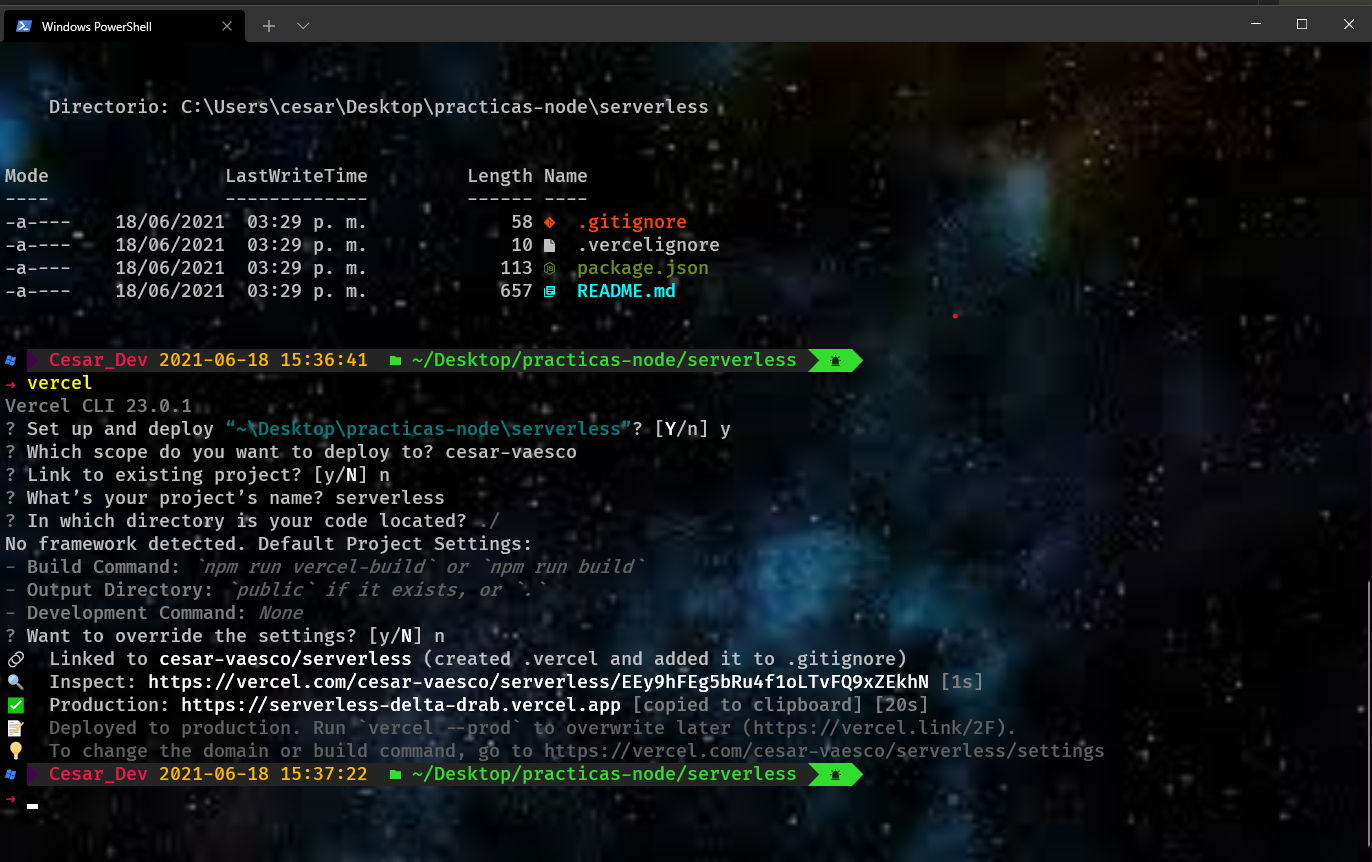 Windows PowerShell
Directorio: C:\Users\cesar\Desktop\practicas-node\serverless
Mode LastWriteTime Length Name
---- ------------- ------ ----
-a---- 18/06/2021 03:29 p. m. 58 .gitignore
-a---- 18/06/2021 03:29 p. m. 10 .vercelignore
-a---- 18/06/2021 03:29 p. m. 113 package.json
-a---- 18/06/2021 03:29 p. m. 657 README.md
Cesar_Dev 2021-06-18 15:36:41 ~/Desktop/practicas-node/serverless
→ vercel
Vercel CLI 23.0.1
? Set up and deploy “~\Desktop\practicas-node\serverless”? [Y/n] y
? Which scope do you want to deploy to? cesar-vaesco
? Link to existing project? [y/N] n
? What’s your project’s name? serverless
? In which directory is your code located? ./
No framework detected. Default Project Settings:
- Build Command: `npm run vercel-build` or `npm run build`
- Output Directory: `public` if it exists, or `.`
- Development Command: None
? Want to override the settings? [y/N] n
🔗 Linked to cesar-vaesco/serverless (created .vercel and added it to .gitignore)
🔍 Inspect: https://vercel.com/cesar-vaesco/serverless/EEy9hFEg5bRu4f1oLTvFQ9xZEkhN [1s]
✅ Production: https://serverless-delta-drab.vercel.app [copied to clipboard] [20s]
📝 Deployed to production. Run `vercel --prod` to overwrite later (https://vercel.link/2F).
💡 To change the domain or build command, go to https://vercel.com/cesar-vaesco/serverless/settings
Cesar_Dev 2021-06-18 15:37:22 ~/Desktop/practicas-node/serverless
→